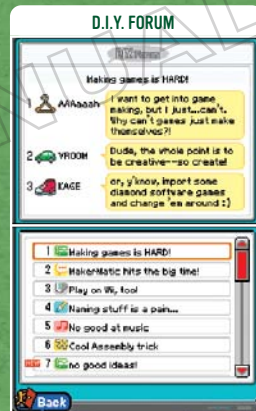 D.I.Y. FORUM
D.I.Y. Forum
Making games is HARD!
1 AAAaaah
I want to get into game
making, but I just...can't.
Why can't games just make
themselves?!
2 VROOM
Dude, the whole point is to
be creative--so create!
3 KAGE
or, y'know, import some
diamond software games
and change 'em around :)
1 Making games is HARD!
2 MakerMatic hits the big time!
3 Play on Wii, too!
4 Naming stuff is a pain...
5 No good at music
6 Cool Assembly trick
7 no good ideas!
Back